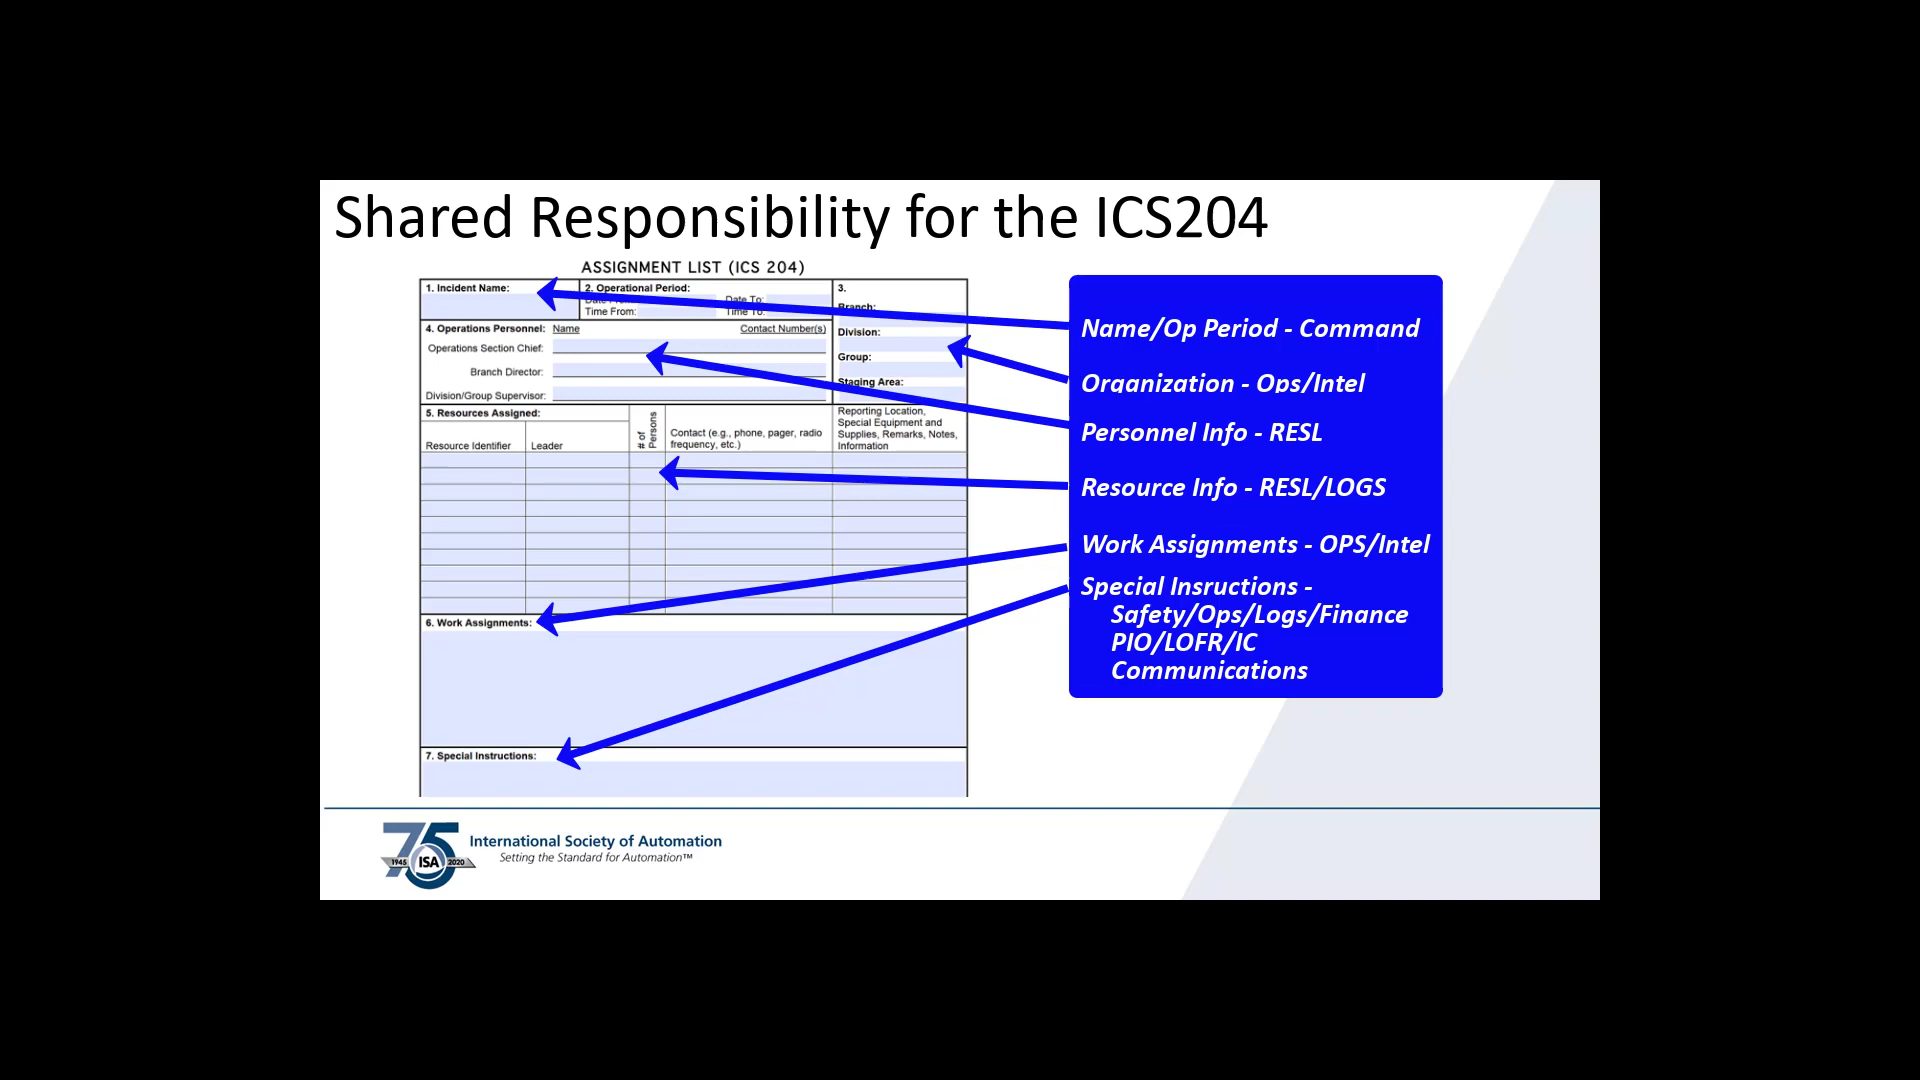 Shared Responsibility for the ICS204
ASSIGNMENT LIST (ICS 204)
1. Incident Name:
2. Operational Period:
Date To:
Time From:
Time To:
3.
Branch:
Division:
Group:
Staging Area:
4. Operations Personnel: Name Contact Number(s)
Operations Section Chief:
Branch Director:
Division/Group Supervisor:
5. Resources Assigned:
Resource Identifier
Leader
# of Persons
Contact (e.g., phone, pager, radio
frequency, etc.)
Reporting Location,
Special Equipment and
Supplies, Remarks, Notes,
Information
6. Work Assignments:
7. Special Instructions:
Name/Op Period - Command
Organization - Ops/Intel
Personnel Info - RESL
Resource Info - RESL/LOGS
Work Assignments - OPS/Intel
Special Insructions -
Safety/Ops/Logs/Finance
PIO/LOFR/IC
Communications
75
1945 ISA 2020
International Society of Automation
Setting the Standard for Automation™